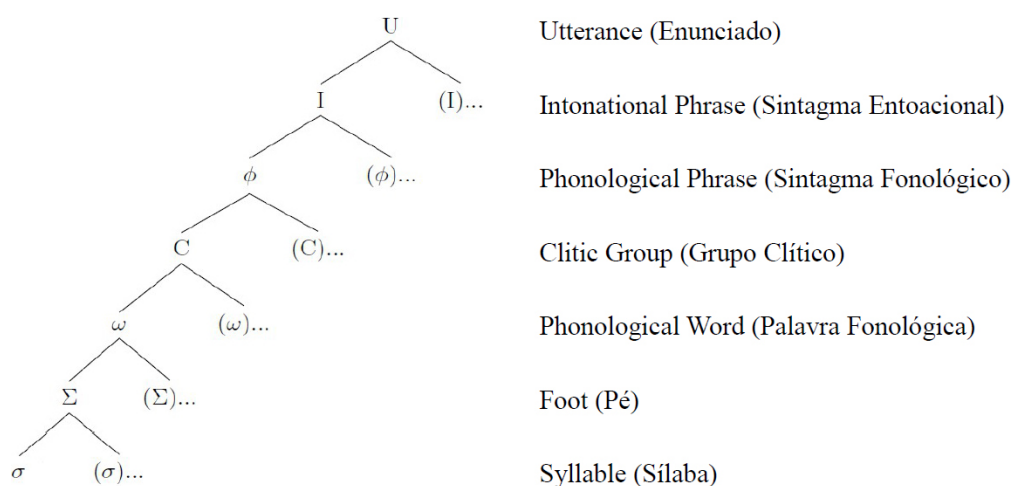 U Utterance (Enunciado)
I (I)... Intonational Phrase (Sintagma Entoacional)
ϕ (ϕ)... Phonological Phrase (Sintagma Fonológico)
C (C)... Clitic Group (Grupo Clítico)
ω (ω)... Phonological Word (Palavra Fonológica)
Σ (Σ)... Foot (Pé)
σ (σ)... Syllable (Sílaba)